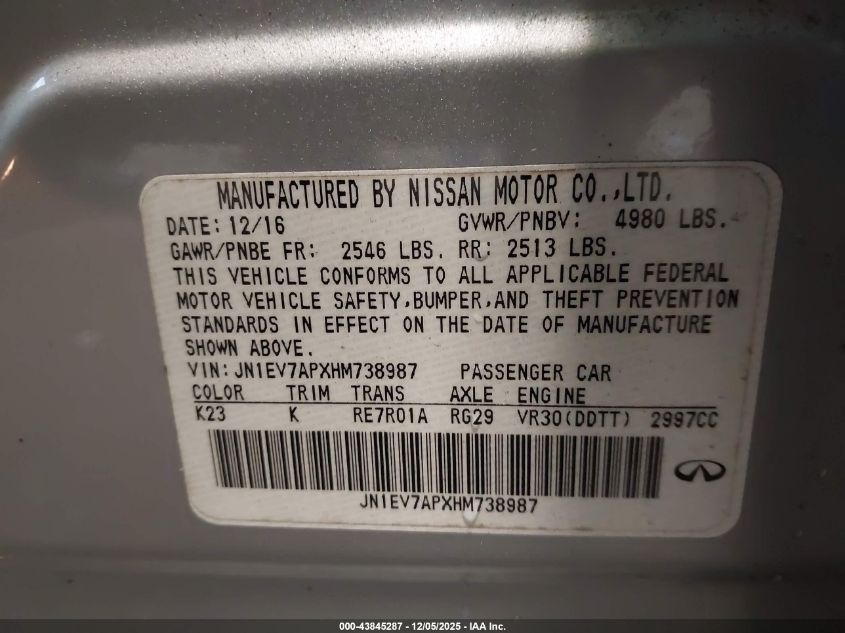 MANUFACTURED BY NISSAN MOTOR CO.,LTD.
DATE: 12/16 GVWR/PNBV: 4980 LBS.
GAWR/PNBE FR: 2546 LBS. RR: 2513 LBS.
THIS VEHICLE CONFORMS TO ALL APPLICABLE FEDERAL
MOTOR VEHICLE SAFETY,BUMPER,AND THEFT PREVENTION
STANDARDS IN EFFECT ON THE DATE OF MANUFACTURE
SHOWN ABOVE.
VIN: JN1EV7APXHM738987 PASSENGER CAR
COLOR TRIM TRANS AXLE ENGINE
K23 K RE7R01A RG29 VR30(DDTT) 2997CC
JN1EV7APXHM738987
000-43845287 - 12/05/2025 - IAA Inc.